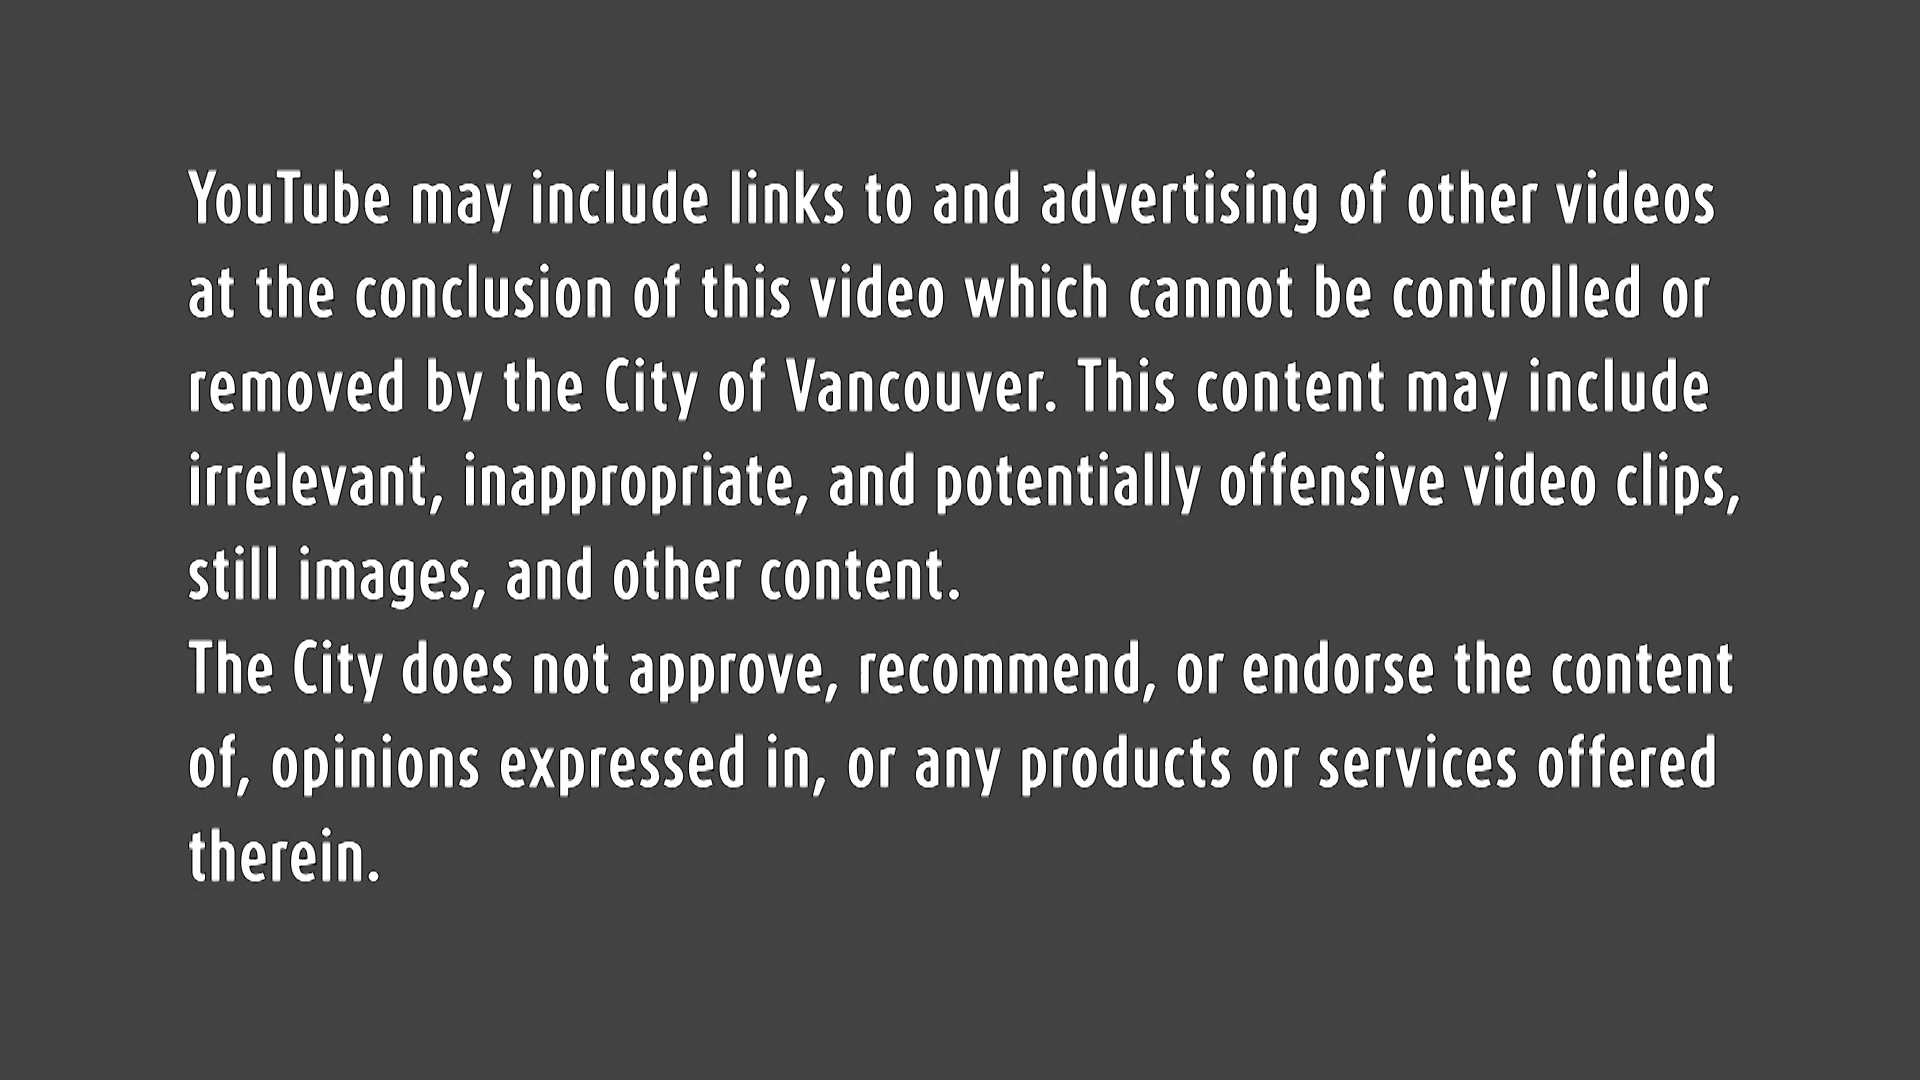 YouTube may include links to and advertising of other videos
at the conclusion of this video which cannot be controlled or
removed by the City of Vancouver. This content may include
irrelevant, inappropriate, and potentially offensive video clips,
still images, and other content.
The City does not approve, recommend, or endorse the content
of, opinions expressed in, or any products or services offered
therein.